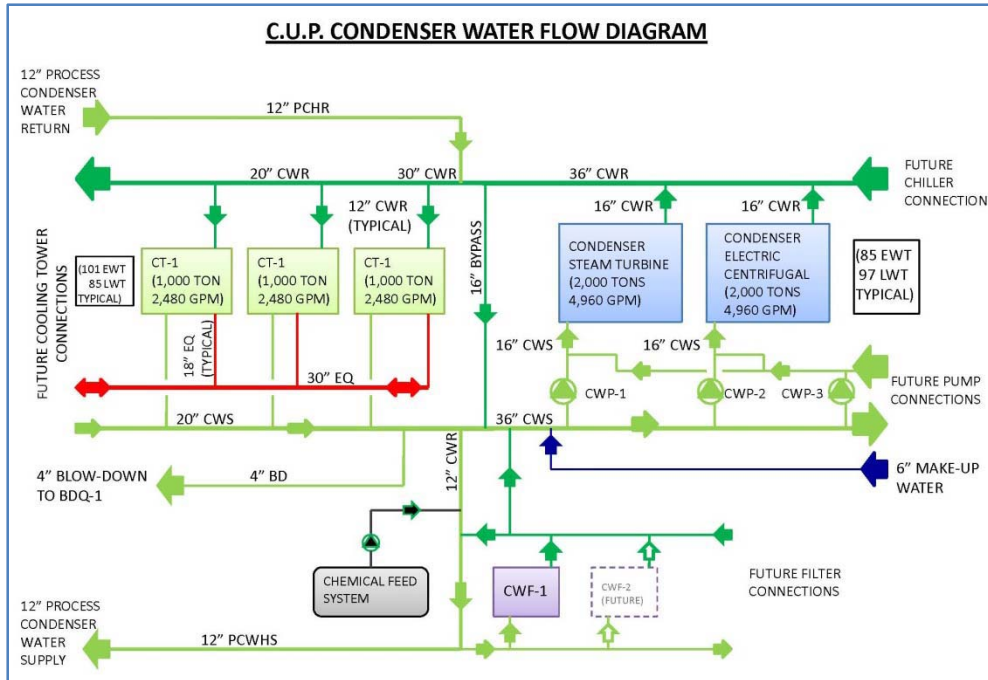 C.U.P. CONDENSER WATER FLOW DIAGRAM
12" PROCESS
CONDENSER
WATER
RETURN
12" PCHR
20" CWR
30" CWR
36" CWR
FUTURE
CHILLER
CONNECTION
12" CWR
(TYPICAL)
16" CWR
16" CWR
(101 EWT
85 LWT
TYPICAL)
CT-1
(1,000 TON
2,480 GPM)
CT-1
(1,000 TON
2,480 GPM)
CT-1
(1,000 TON
2,480 GPM)
16" BYPASS
CONDENSER
STEAM TURBINE
(2,000 TONS
4,960 GPM)
CONDENSER
ELECTRIC
CENTRIFUGAL
(2,000 TONS
4,960 GPM)
(85 EWT
97 LWT
TYPICAL)
FUTURE COOLING TOWER
CONNECTIONS
18" EQ
(TYPICAL)
30" EQ
16" CWS
16" CWS
CWP-1
CWP-2
CWP-3
FUTURE PUMP
CONNECTIONS
20" CWS
36" CWS
4" BLOW-DOWN
TO BDQ-1
4" BD
12" CWR
6" MAKE-UP
WATER
CHEMICAL FEED
SYSTEM
CWF-1
CWF-2
(FUTURE)
FUTURE FILTER
CONNECTIONS
12" PROCESS
CONDENSER
WATER
SUPPLY
12" PCWHS